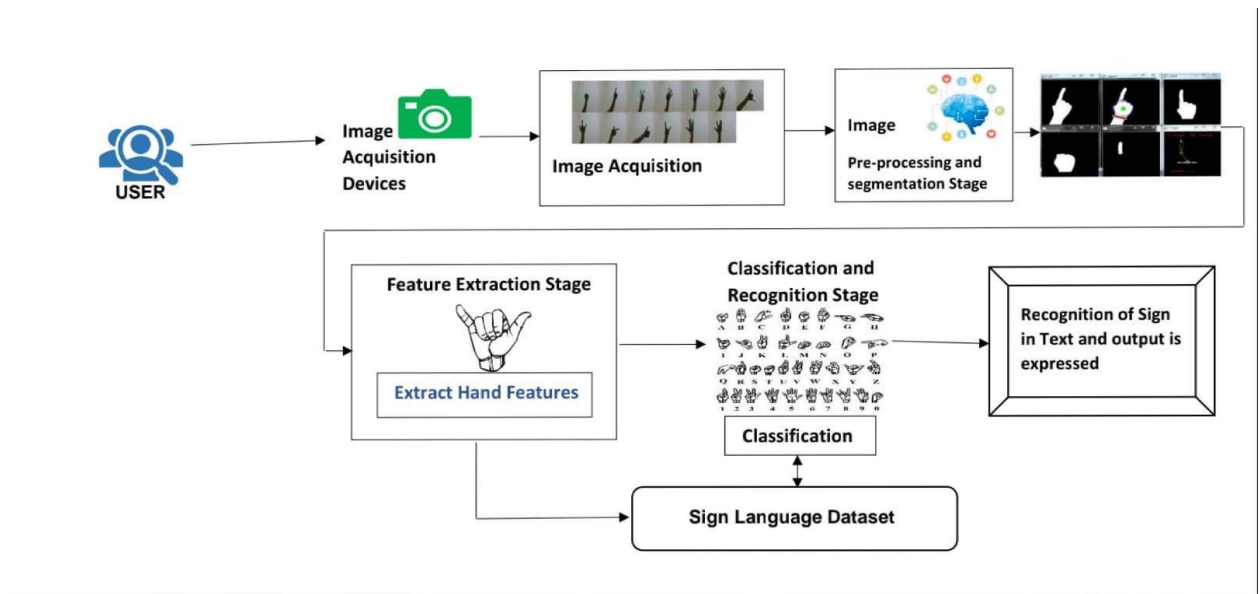 USER
Image
Acquisition
Devices
Image Acquisition
Image
Pre-processing and
segmentation Stage
Feature Extraction Stage
Extract Hand Features
Classification and
Recognition Stage
A B C D E F G H
I J K L M N O P
Q R S T U V W X Y Z
1 2 3 4 5 6 7 8 9 0
Classification
Recognition of Sign
in Text and output is
expressed
Sign Language Dataset